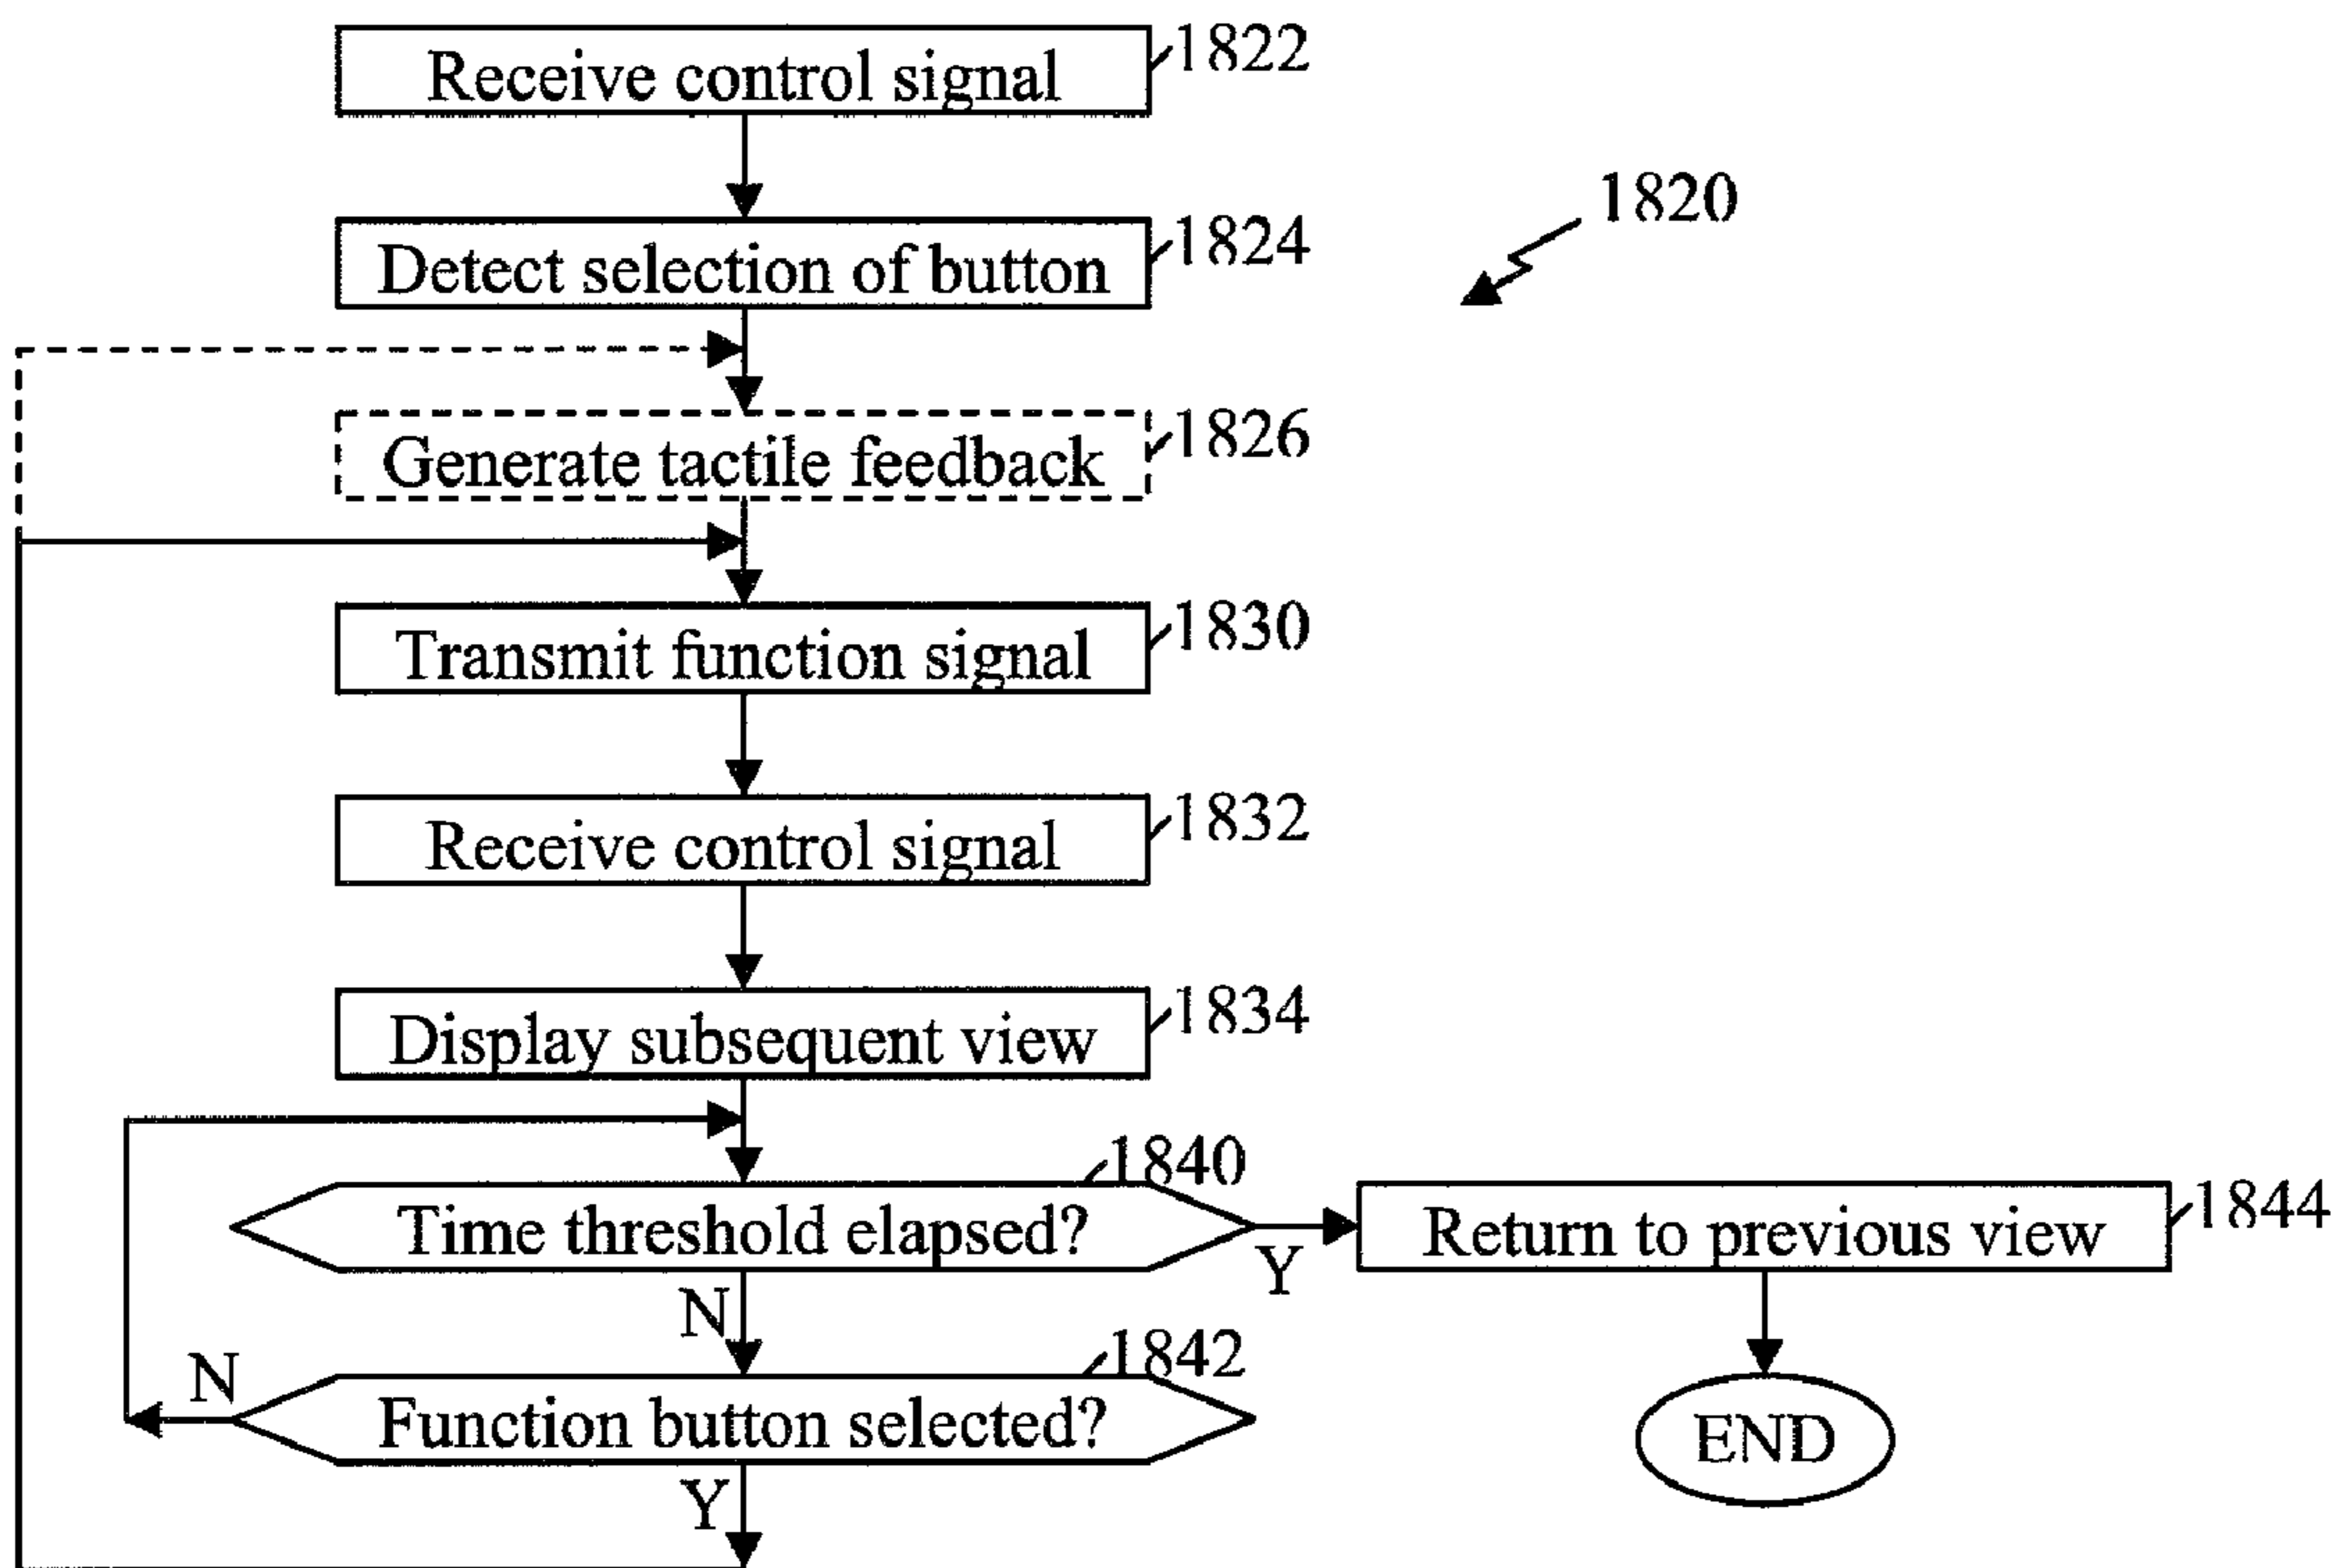 Receive control signal
1822
1820
Detect selection of button
1824
Generate tactile feedback
1826
Transmit function signal
1830
Receive control signal
1832
Display subsequent view
1834
1840
Time threshold elapsed?
Y
Return to previous view
1844
N
1842
N
Function button selected?
END
Y